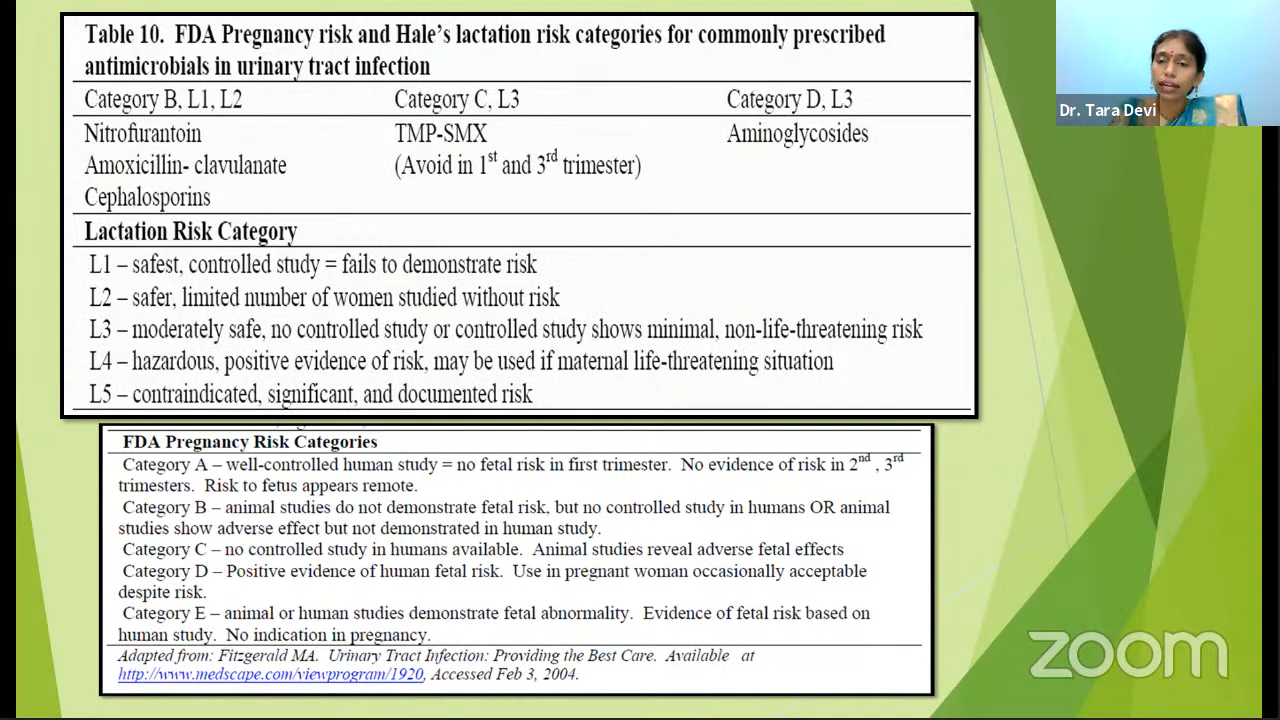 Table 10. FDA Pregnancy risk and Hale's lactation risk categories for commonly prescribed
antimicrobials in urinary tract infection
Category B, L1, L2 Category C, L3 Category D, L3
Nitrofurantoin TMP-SMX Aminoglycosides
Amoxicillin- clavulanate (Avoid in 1st and 3rd trimester)
Cephalosporins
Lactation Risk Category
L1 – safest, controlled study = fails to demonstrate risk
L2 – safer, limited number of women studied without risk
L3 – moderately safe, no controlled study or controlled study shows minimal, non-life-threatening risk
L4 – hazardous, positive evidence of risk, may be used if maternal life-threatening situation
L5 – contraindicated, significant, and documented risk
FDA Pregnancy Risk Categories
Category A – well-controlled human study = no fetal risk in first trimester. No evidence of risk in 2nd , 3rd
trimesters. Risk to fetus appears remote.
Category B – animal studies do not demonstrate fetal risk, but no controlled study in humans OR animal
studies show adverse effect but not demonstrated in human study.
Category C – no controlled study in humans available. Animal studies reveal adverse fetal effects
Category D – Positive evidence of human fetal risk. Use in pregnant woman occasionally acceptable
despite risk.
Category E – animal or human studies demonstrate fetal abnormality. Evidence of fetal risk based on
human study. No indication in pregnancy.
Adapted from: Fitzgerald MA. Urinary Tract Infection: Providing the Best Care. Available at
http://www.medscape.com/viewprogram/1920, Accessed Feb 3, 2004.
Dr. Tara Devi
zoom